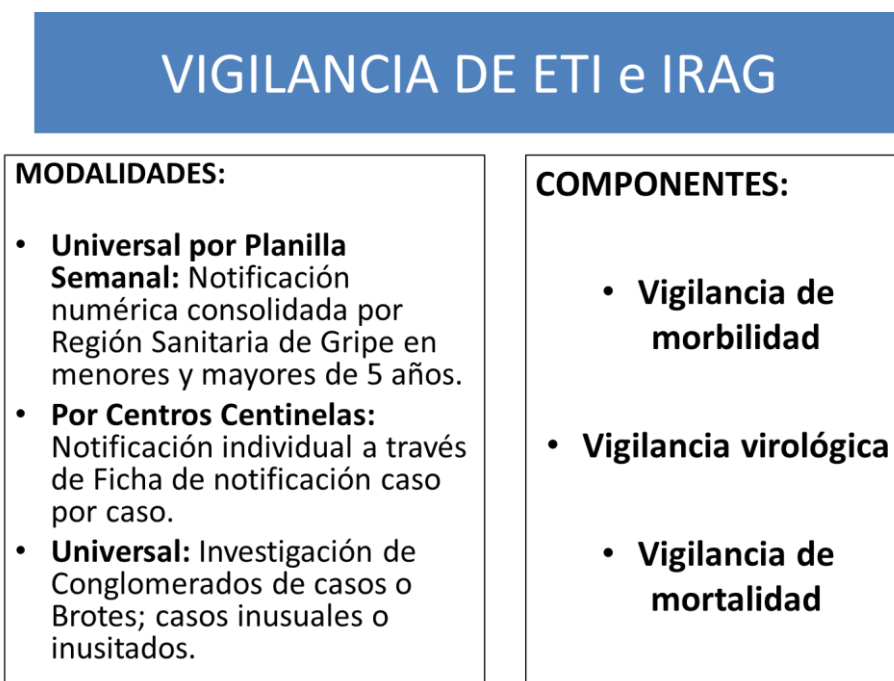 VIGILANCIA DE ETI e IRAG
MODALIDADES:
• Universal por Planilla
Semanal: Notificación
numérica consolidada por
Región Sanitaria de Gripe en
menores y mayores de 5 años.
• Por Centros Centinelas:
Notificación individual a través
de Ficha de notificación caso
por caso.
• Universal: Investigación de
Conglomerados de casos o
Brotes; casos inusuales o
inusitados.
COMPONENTES:
• Vigilancia de
morbilidad
• Vigilancia virológica
• Vigilancia de
mortalidad